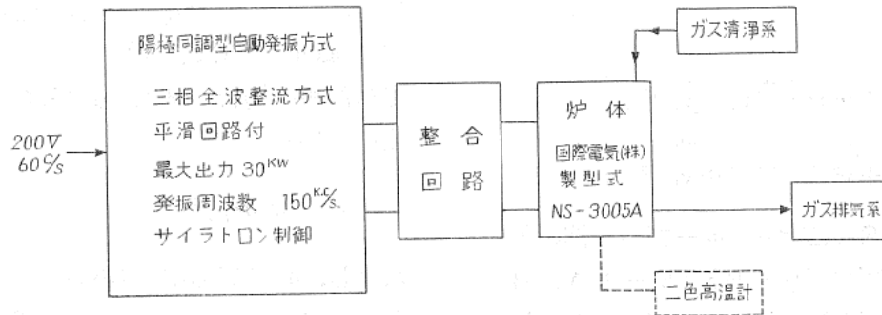 200V
60C/S
陽極同調型自励発振方式
三相全波整流方式
平滑回路付
最大出力 30KW
発振周波数 150K.C/S.
サイラトロン制御
整合
回路
炉体
国際電気(株)
製型式
NS-3005A
ガス清浄系
ガス排気系
二色高温計